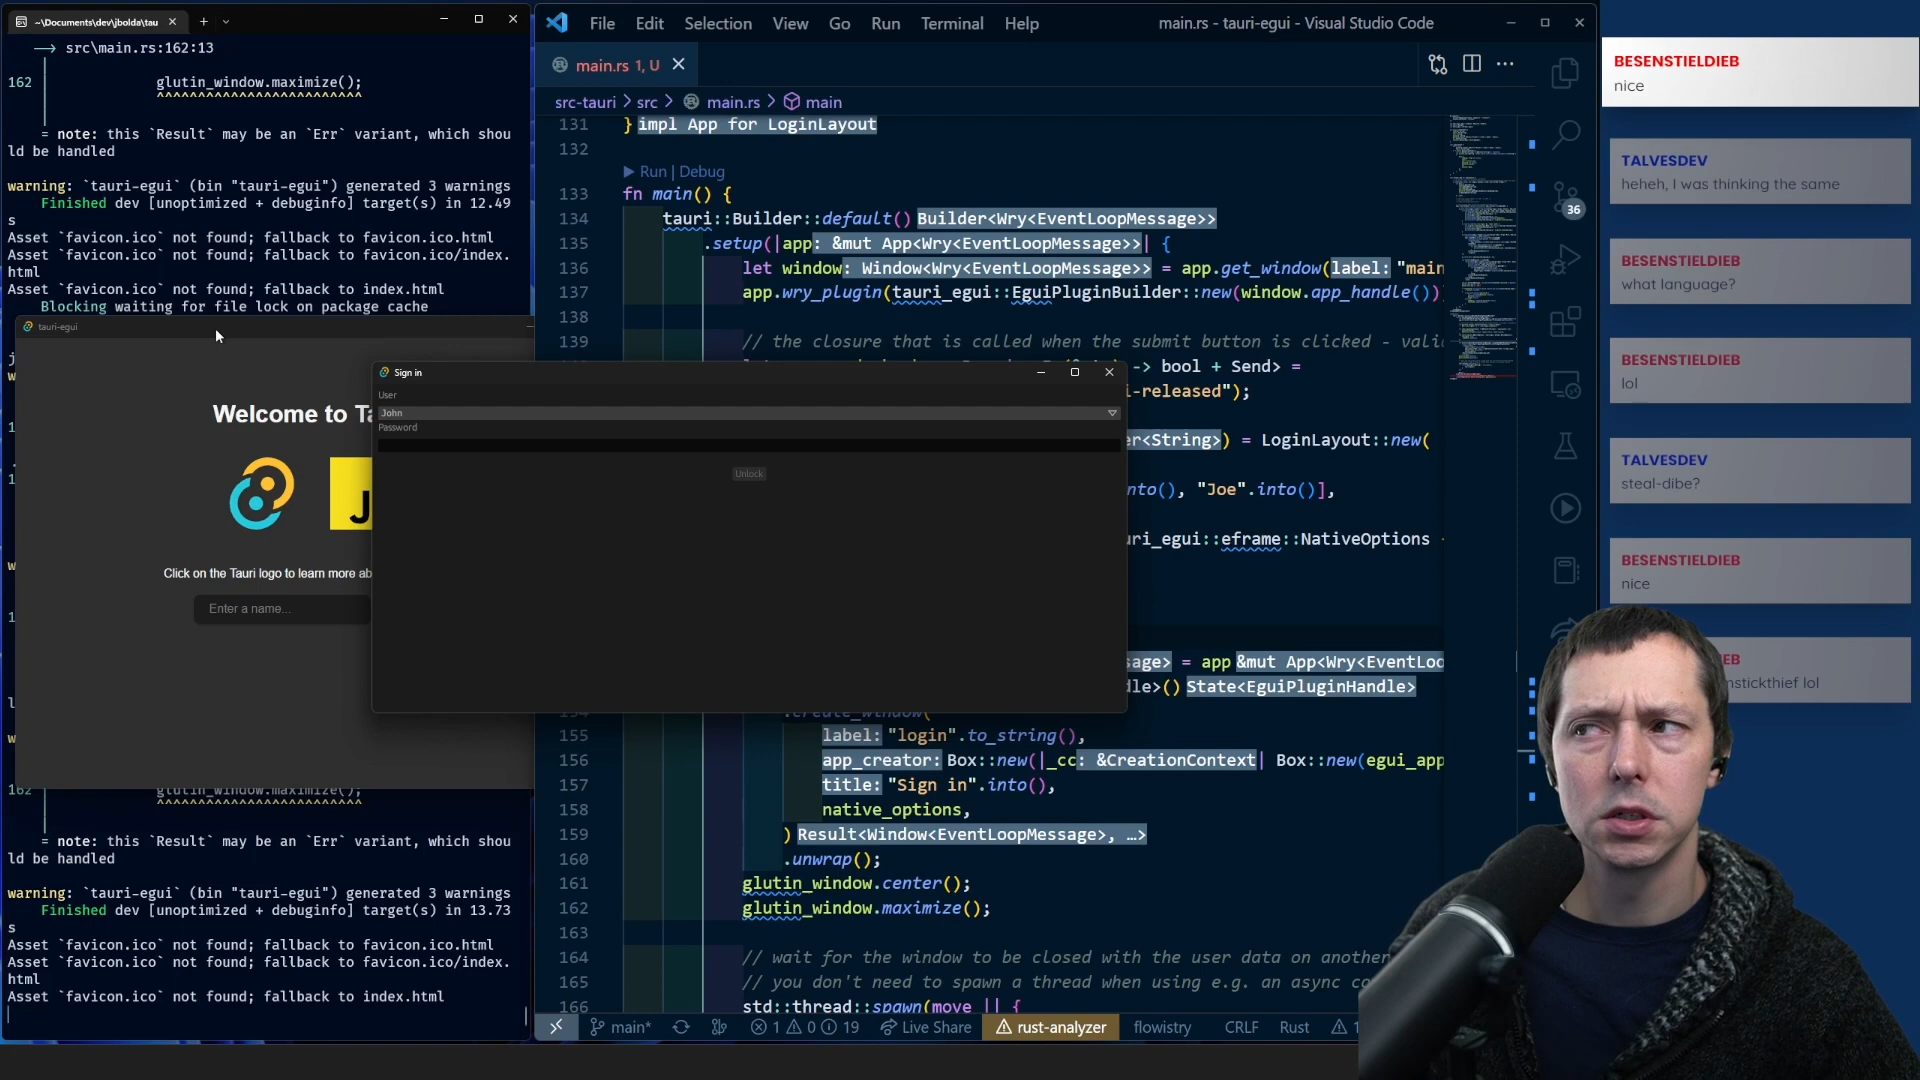 ~\Documents\dev\jbolda\tau
src\main.rs:162:13
162 glutin_window.maximize();
^^^^^^^^^^^^^^^^^^^^^^^^^
= note: this `Result` may be an `Err` variant, which shou
ld be handled
warning: `tauri-egui` (bin "tauri-egui") generated 3 warnings
Finished dev [unoptimized + debuginfo] target(s) in 12.49
s
Asset `favicon.ico` not found; fallback to favicon.ico.html
Asset `favicon.ico` not found; fallback to favicon.ico/index.
html
Asset `favicon.ico` not found; fallback to index.html
Blocking waiting for file lock on package cache
tauri-egui
Welcome to Ta
J
Click on the Tauri logo to learn more ab
Enter a name...
162 glutin_window.maximize();
^^^^^^^^^^^^^^^^^^^^^^^^^
= note: this `Result` may be an `Err` variant, which shou
ld be handled
warning: `tauri-egui` (bin "tauri-egui") generated 3 warnings
Finished dev [unoptimized + debuginfo] target(s) in 13.73
s
Asset `favicon.ico` not found; fallback to favicon.ico.html
Asset `favicon.ico` not found; fallback to favicon.ico/index.
html
Asset `favicon.ico` not found; fallback to index.html
Sign in
User
John
Password
Unlock
File Edit Selection View Go Run Terminal Help
main.rs - tauri-egui - Visual Studio Code
main.rs 1, U
src-tauri > src > main.rs > main
131 } impl App for LoginLayout
132
Run | Debug
133 fn main() {
134 tauri::Builder::default() Builder<Wry<EventLoopMessage>>
135 .setup(|app: &mut App<Wry<EventLoopMessage>>| {
136 let window: Window<Wry<EventLoopMessage>> = app.get_window(label: "main
137 app.wry_plugin(tauri_egui::EguiPluginBuilder::new(window.app_handle())
138
139 // the closure that is called when the submit button is clicked - vali
-> bool + Send> =
i-released");
er<String>) = LoginLayout::new(
nto(), "Joe".into()],
uri_egui::eframe::NativeOptions
sage> = app &mut App<Wry<EventLoo
dle>() State<EguiPluginHandle>
154 .create_window(
155 label: "login".to_string(),
156 app_creator: Box::new(|_cc: &CreationContext| Box::new(egui_app
157 title: "Sign in".into(),
158 native_options,
159 ) Result<Window<EventLoopMessage>, …>
160 .unwrap();
161 glutin_window.center();
162 glutin_window.maximize();
163
164 // wait for the window to be closed with the user data on another
165 // you don't need to spawn a thread when using e.g. an async co
166 std::thread::spawn(move || {
main* 1 0 19 Live Share rust-analyzer flowistry CRLF Rust 1
36
BESENSTIELDIEB
nice
TALVESDEV
heheh, I was thinking the same
BESENSTIELDIEB
what language?
BESENSTIELDIEB
lol
TALVESDEV
steal-dibe?
BESENSTIELDIEB
nice
EB
mstickthief lol